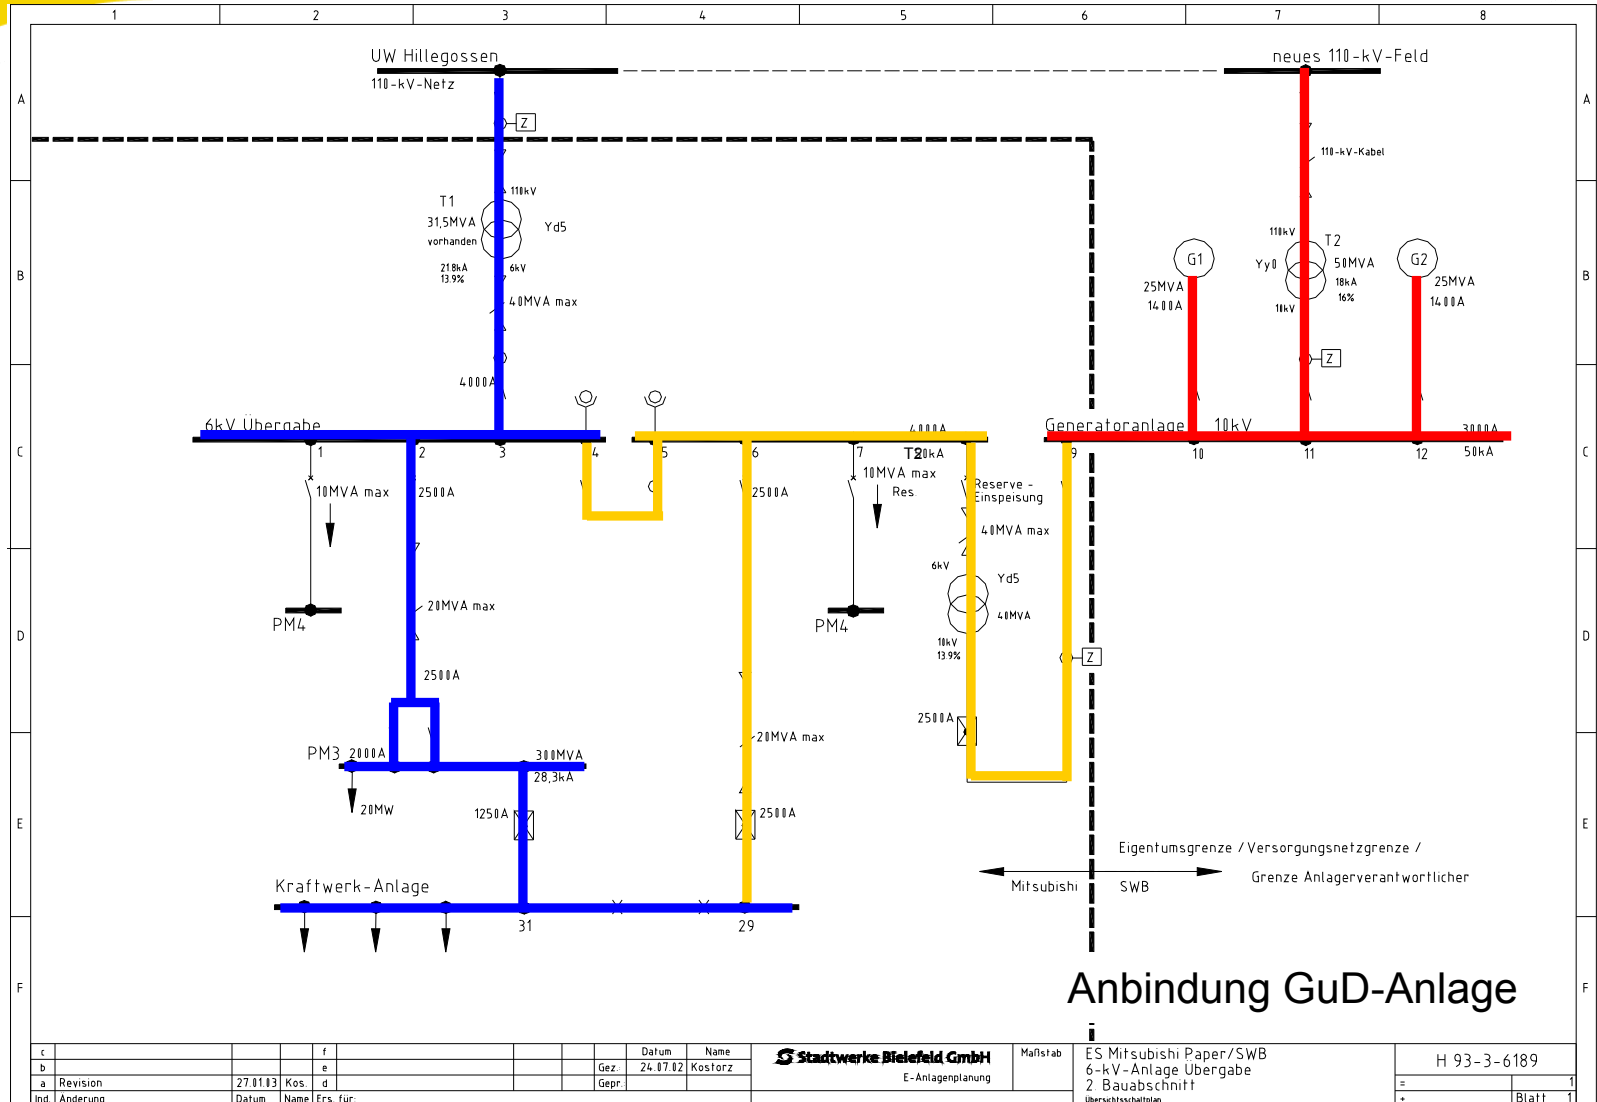 1 2 3 4 5 6 7 8
UW Hillegossen
neues 110-kV-Feld
110-kV-Netz
A
A
Z
110-kV-Kabel
110kV
T1
31,5MVA
Yd5
vorhanden
21.8kA
13.9%
6kV
40MVA max
B
B
110kV
T2
Yy0
50MVA
18kA
16%
10kV
G1
25MVA
1400A
G2
25MVA
1400A
Z
4000A
6kV Übergabe
4000A
Generatoranlage 10kV
3000A
C
C
1 2 3 4 5 6 7 9 10 11 12
50kA
10MVA max
2500A
2500A
10MVA max
Res.
Reserve-
Einspeisung
40MVA max
6kV
Yd5
20MVA max
40MVA
PM4
PM4
D
D
10kV
13.9%
Z
2500A
2500A
20MVA max
PM3
2000A
300MVA
28,3kA
20MW
1250A
2500A
E
E
Eigentumsgrenze / Versorgungsnetzgrenze /
Mitsubishi
SWB
Grenze Anlagerverantwortlicher
Kraftwerk-Anlage
31
29
F
F
Anbindung GuD-Anlage
c f Datum Name
b e Gez.: 24.07.02 Kostorz
a Revision 27.01.03 Kos. d Gepr.:
Ind. Änderung Datum Name Ers. für:
Stadtwerke Bielefeld GmbH
E-Anlagenplanung
Maßstab
ES Mitsubishi Paper/SWB
6-kV-Anlage Übergabe
2. Bauabschnitt
Übersichtsschaltplan
H 93-3-6189
= 1
+ Blatt 1